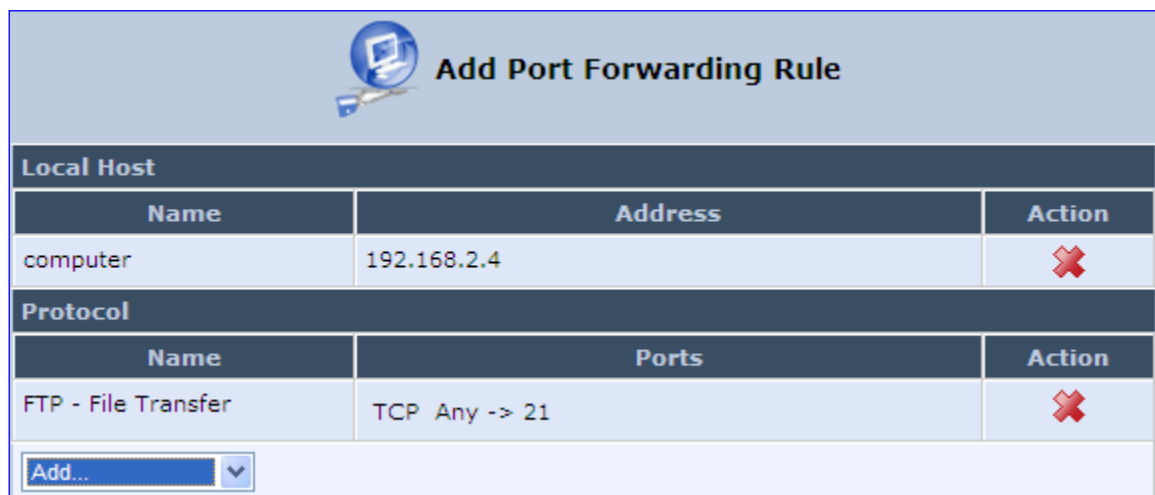 Add Port Forwarding Rule
Local Host
Name Address Action
computer 192.168.2.4
Protocol
Name Ports Action
FTP - File Transfer TCP Any -> 21
Add...